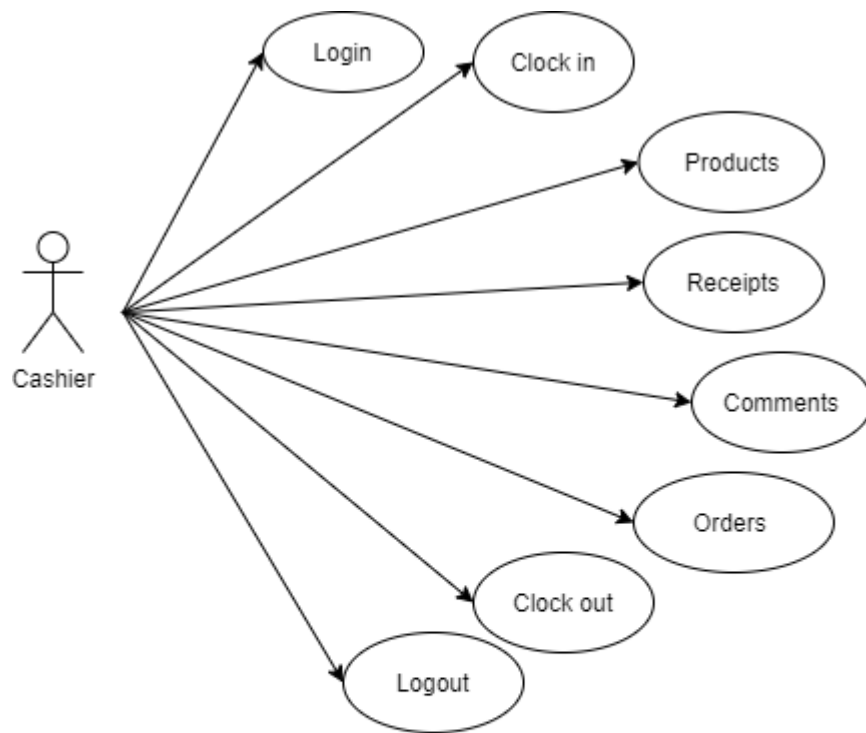 Login
Clock in
Products
Receipts
Cashier
Comments
Orders
Clock out
Logout